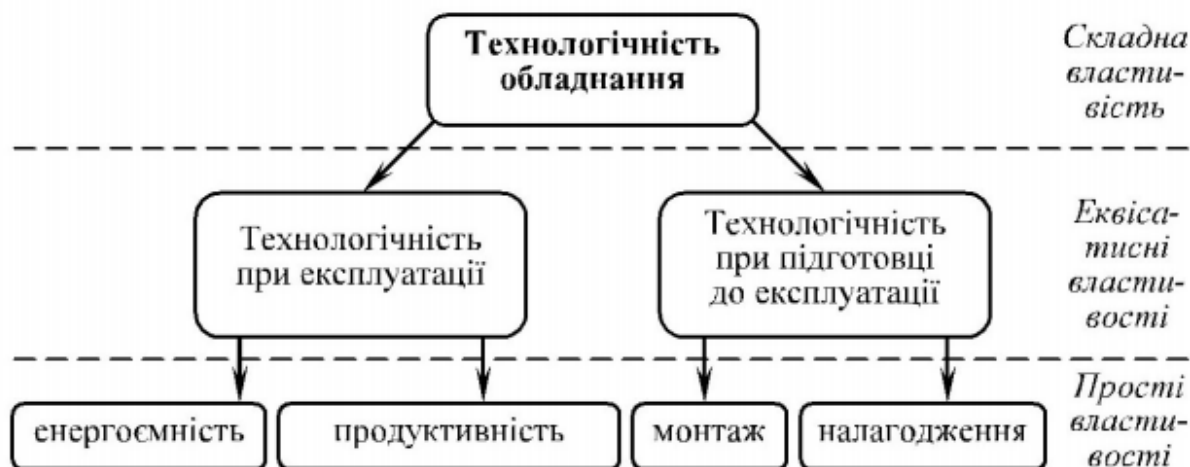 Технологічність
обладнання
Складна
власти-
вість
Технологічність
при експлуатації
Технологічність
при підготовці
до експлуатації
Еквіса-
тисні
власти-
вості
енергоємність
продуктивність
монтаж
налагодження
Прості
власти-
вості